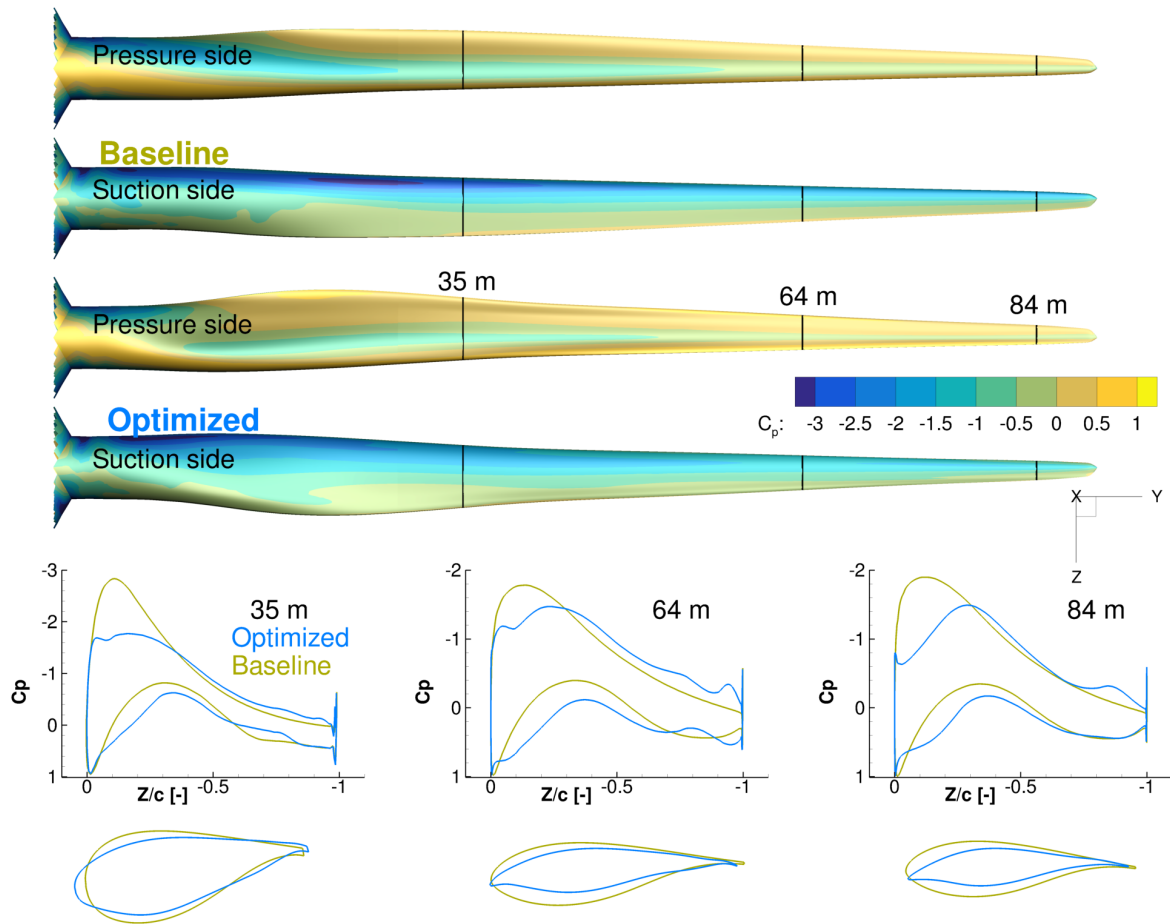 Pressure side
Baseline
Suction side
35 m
64 m
84 m
Pressure side
Optimized
Suction side
Cp: -3 -2.5 -2 -1.5 -1 -0.5 0 0.5 1
X Y
Z
-3
-2
-1
0
1
Cp
35 m
Optimized
Baseline
0 -0.5 -1
Z/c [-]
-2
-1
0
1
Cp
64 m
0 -0.5 -1
Z/c [-]
-2
-1
0
1
Cp
84 m
0 -0.5 -1
Z/c [-]